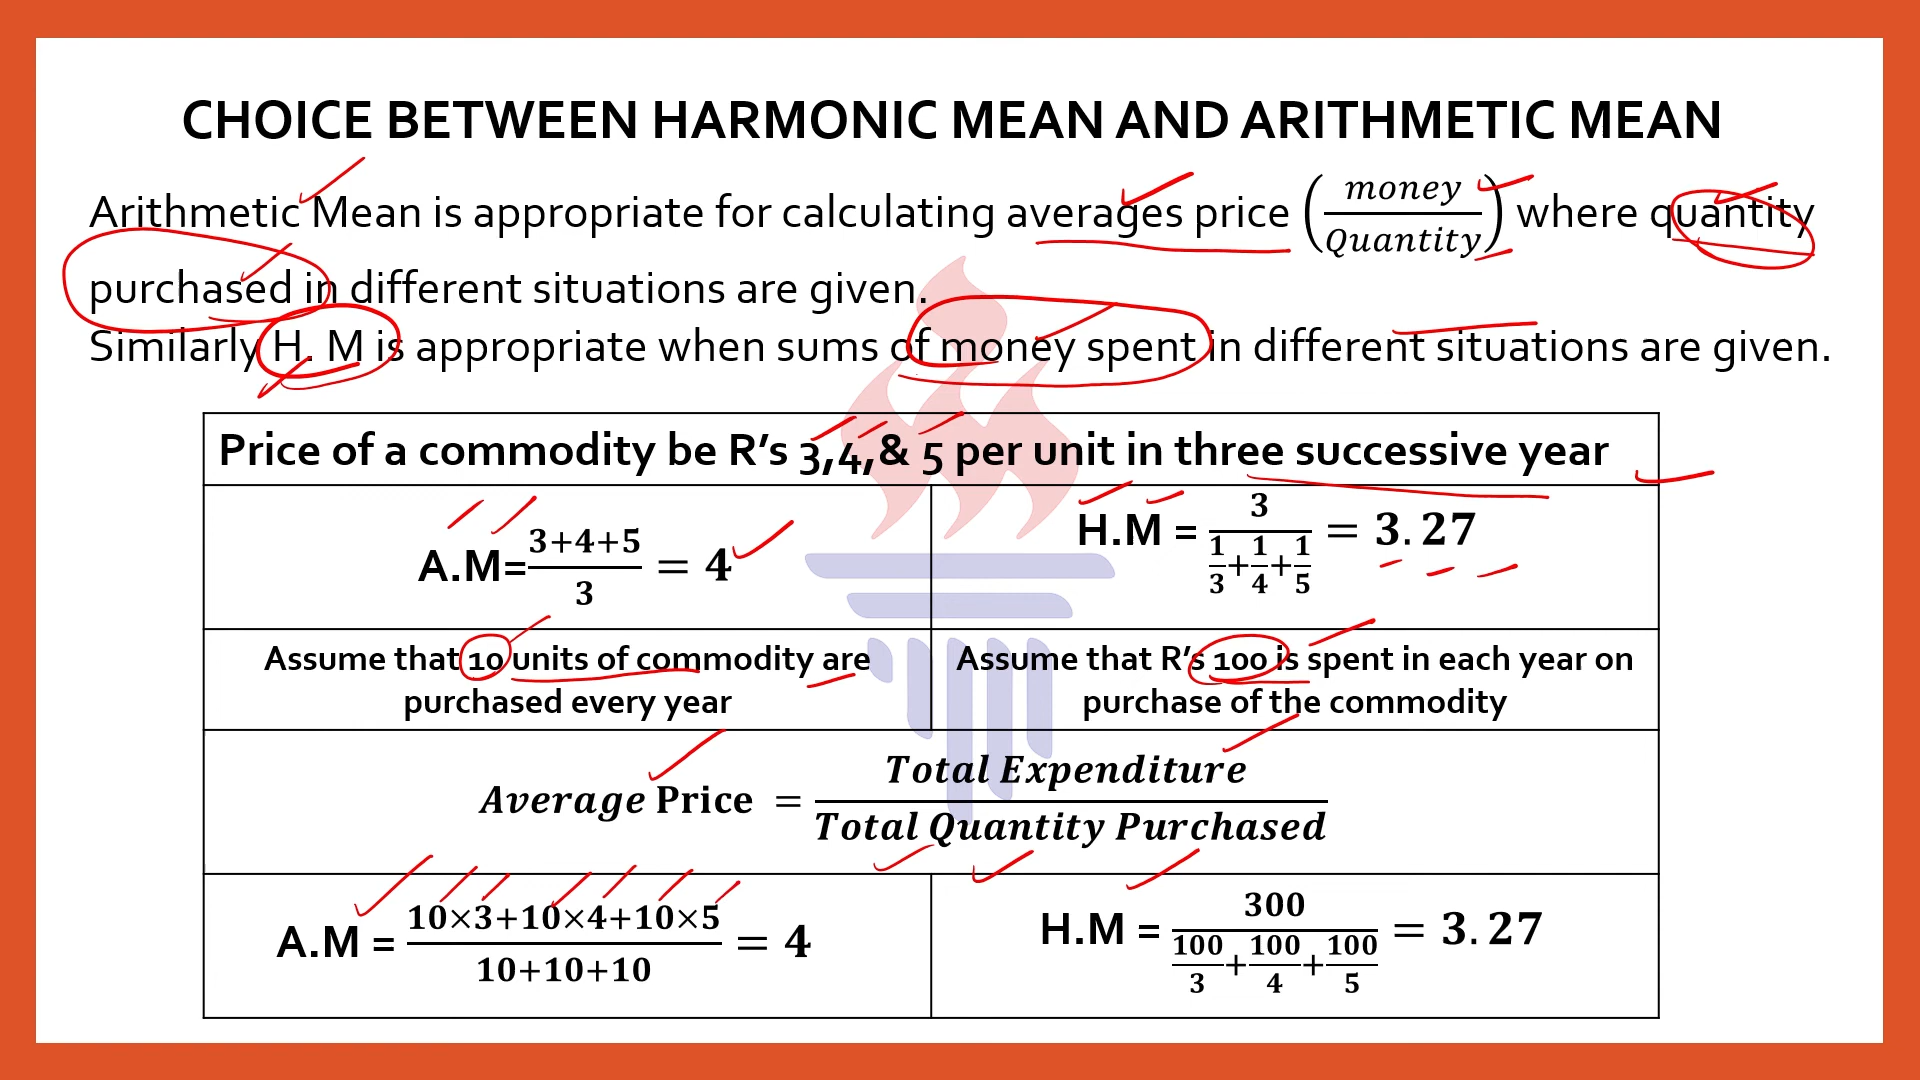 CHOICE BETWEEN HARMONIC MEAN AND ARITHMETIC MEAN
Arithmetic Mean is appropriate for calculating averages price (money/Quantity) where quantity
purchased in different situations are given.
Similarly H. M is appropriate when sums of money spent in different situations are given.
Price of a commodity be R's 3,4,& 5 per unit in three successive year
A.M=(3+4+5)/3 = 4
H.M = 3/(1/3+1/4+1/5) = 3.27
Assume that 10 units of commodity are
purchased every year
Assume that R's 100 is spent in each year on
purchase of the commodity
Average Price = Total Expenditure/Total Quantity Purchased
A.M = (10×3+10×4+10×5)/(10+10+10) = 4
H.M = 300/(100/3+100/4+100/5) = 3.27